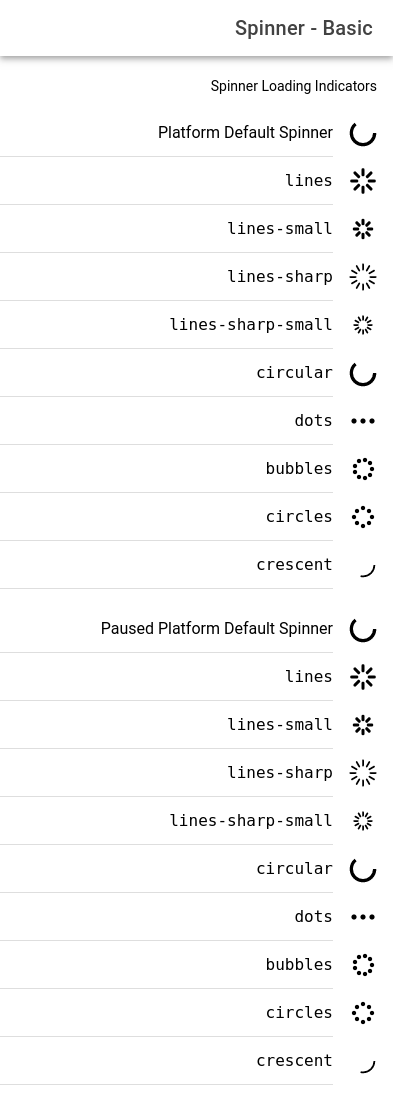 Spinner - Basic
Spinner Loading Indicators
Platform Default Spinner
lines
lines-small
lines-sharp
lines-sharp-small
circular
dots
bubbles
circles
crescent
Paused Platform Default Spinner
lines
lines-small
lines-sharp
lines-sharp-small
circular
dots
bubbles
circles
crescent